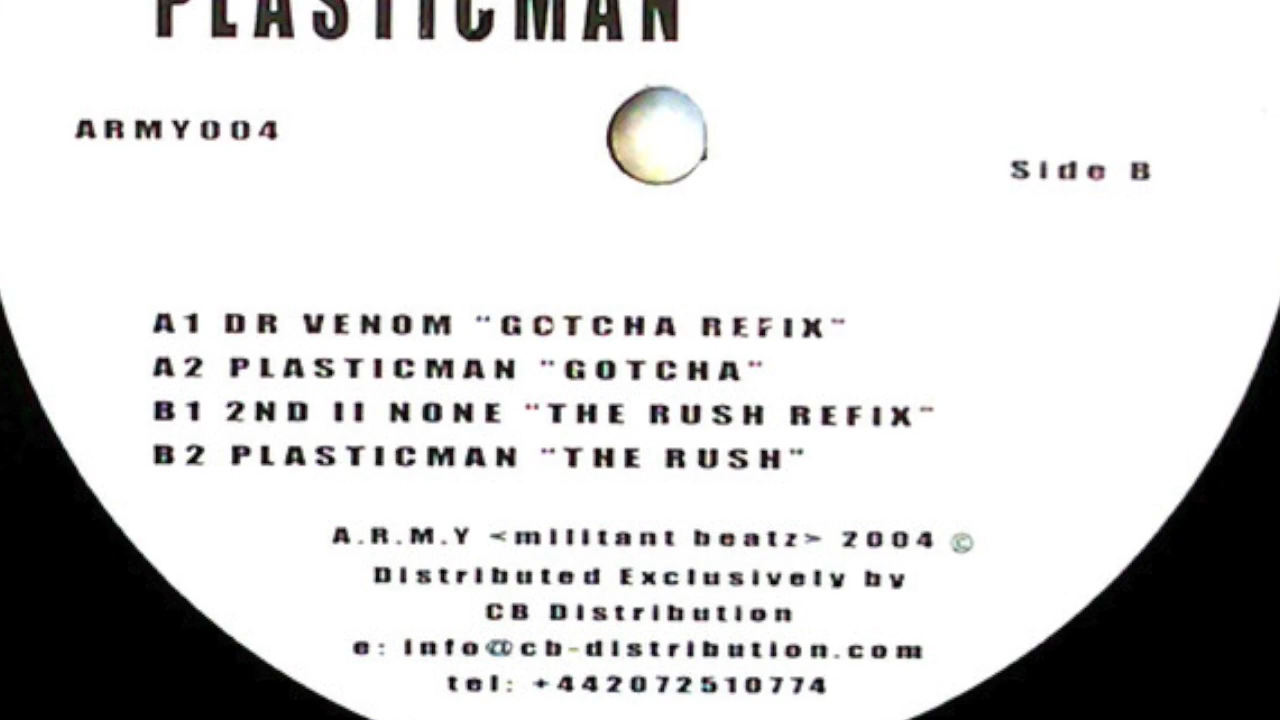 PLASTICMAN
ARMY004
Side B
A1 DR VENOM "GOTCHA REFIX"
A2 PLASTICMAN "GOTCHA"
B1 2ND II NONE "THE RUSH REFIX"
B2 PLASTICMAN "THE RUSH"
A.R.M.Y <militant beatz> 2004 ©
Distributed Exclusively by
CB Distribution
e: info@cb-distribution.com
tel: +442072510774